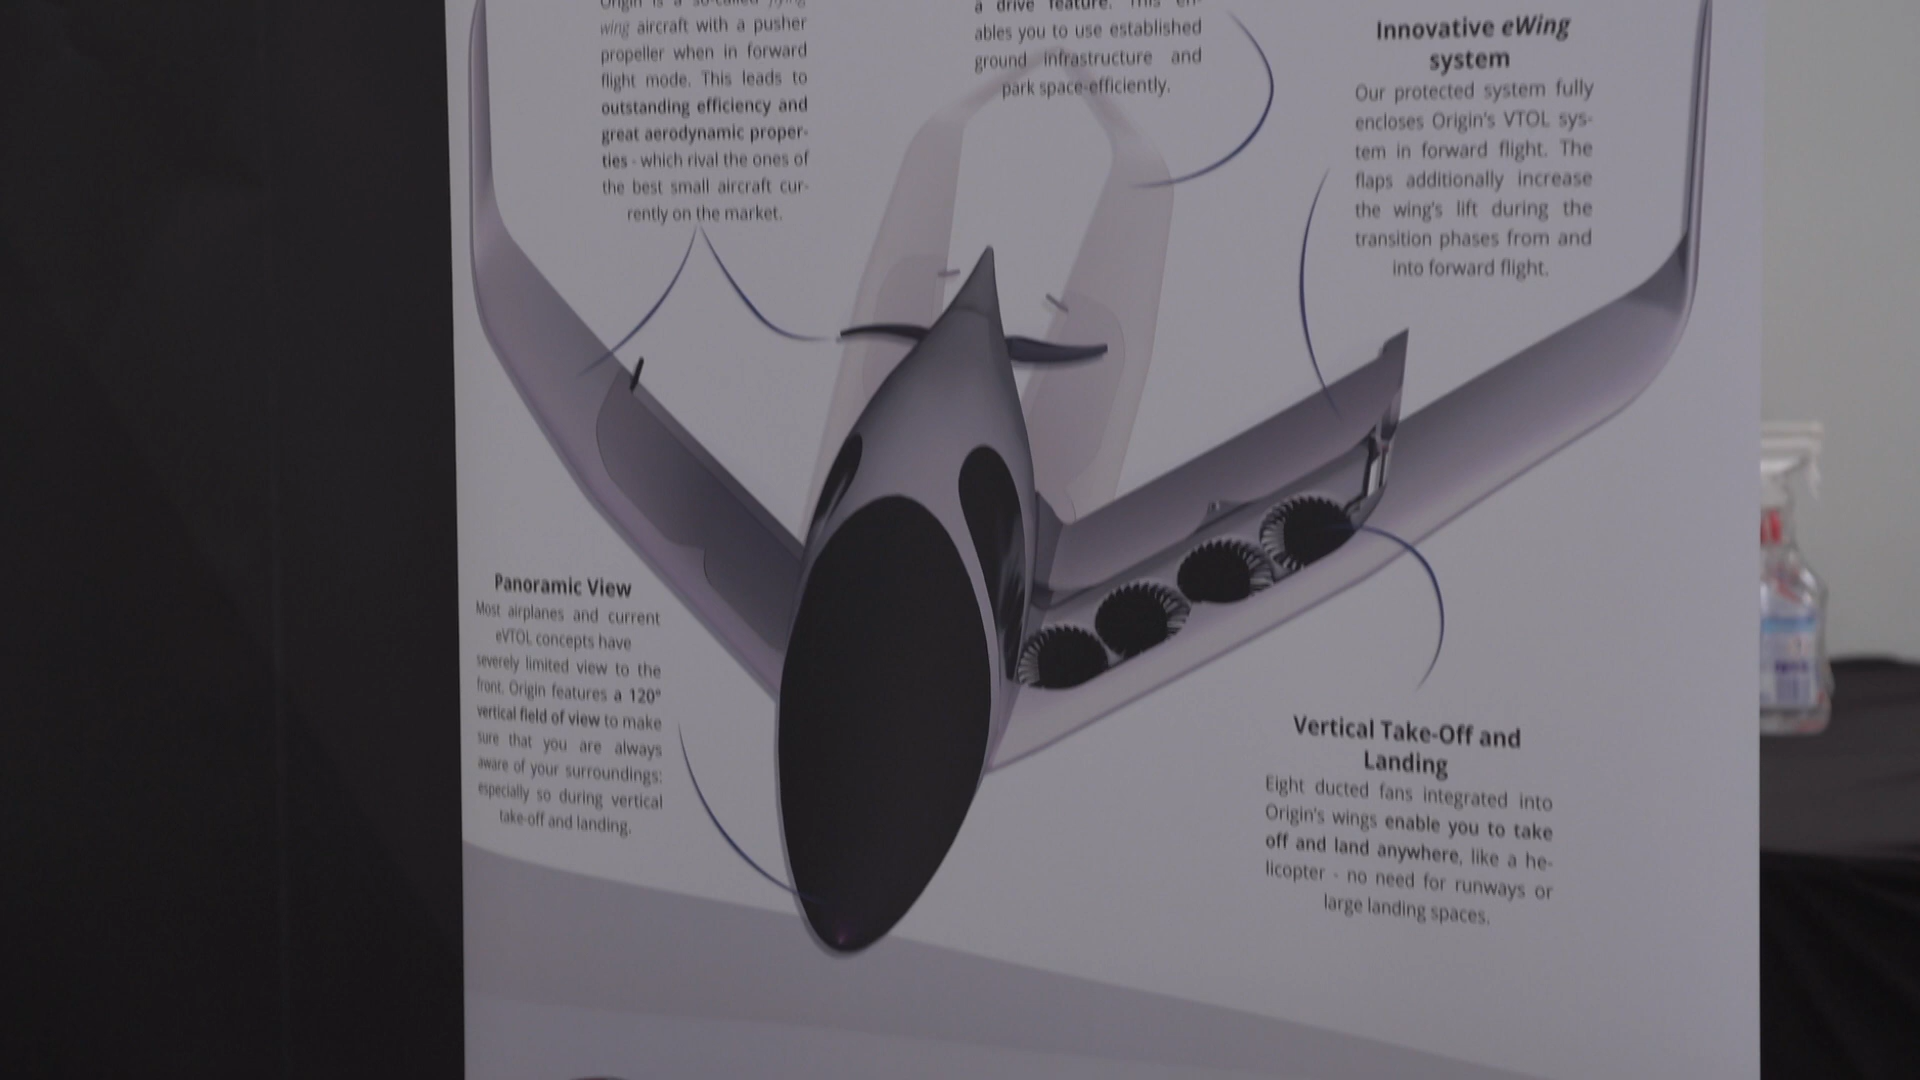 Origin is a so-called flying
wing aircraft with a pusher
propeller when in forward
flight mode. This leads to
outstanding efficiency and
great aerodynamic proper-
ties - which rival the ones of
the best small aircraft cur-
rently on the market.
a drive feature. This en-
ables you to use established
ground infrastructure and
park space-efficiently.
Innovative eWing
system
Our protected system fully
encloses Origin's VTOL sys-
tem in forward flight. The
flaps additionally increase
the wing's lift during the
transition phases from and
into forward flight.
Panoramic View
Most airplanes and current
eVTOL concepts have
severely limited view to the
front. Origin features a 120°
vertical field of view to make
sure that you are always
aware of your surroundings:
especially so during vertical
take-off and landing.
Vertical Take-Off and
Landing
Eight ducted fans integrated into
Origin's wings enable you to take
off and land anywhere, like a he-
licopter - no need for runways or
large landing spaces.